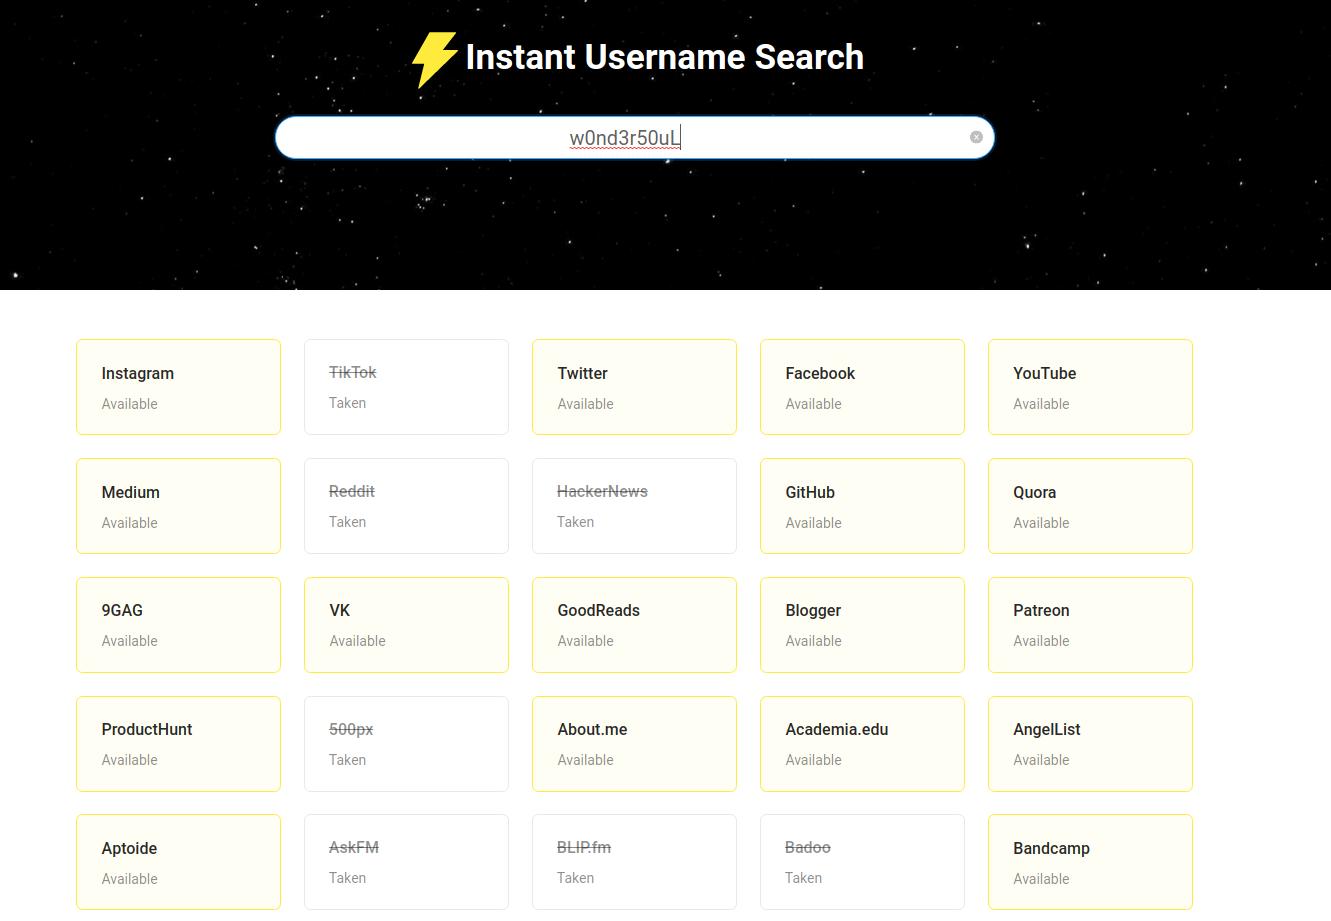 Instant Username Search
w0nd3r50uL
Instagram TikTok Twitter Facebook YouTube
Available Taken Available Available Available
Medium Reddit HackerNews GitHub Quora
Available Taken Taken Available Available
9GAG VK GoodReads Blogger Patreon
Available Available Available Available Available
ProductHunt 500px About.me Academia.edu AngelList
Available Taken Available Available Available
Aptoide AskFM BLIP.fm Badoo Bandcamp
Available Taken Taken Taken Available